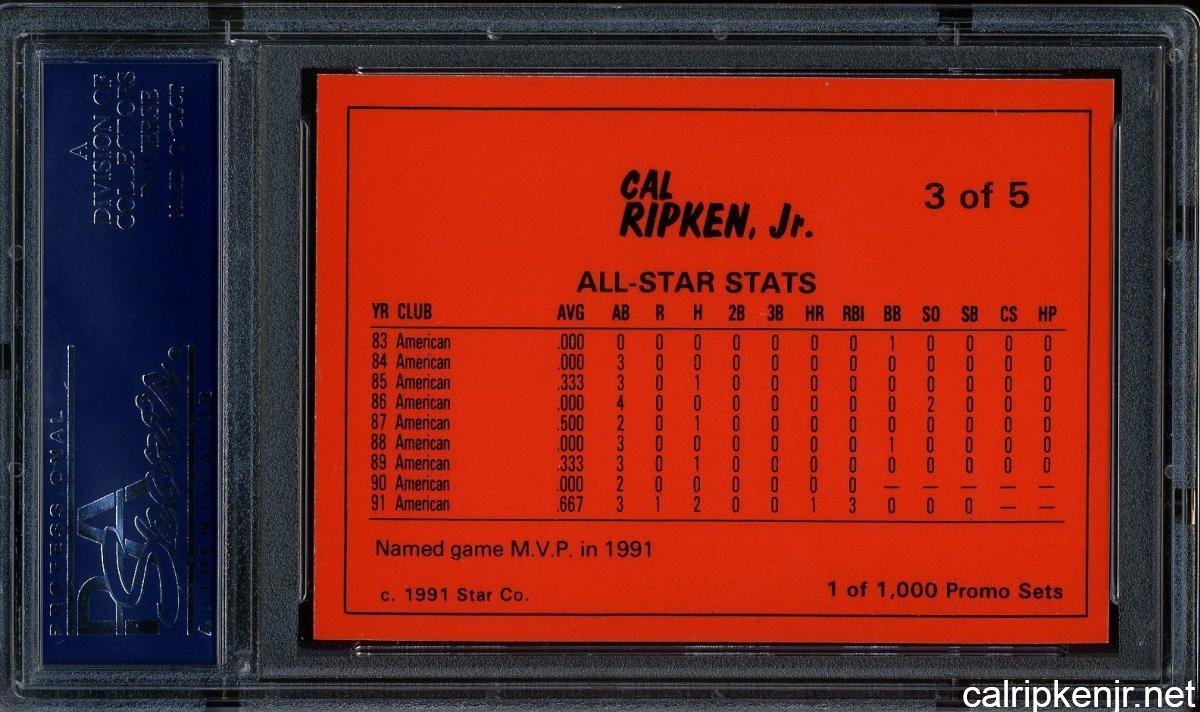 A
DIVISION OF
COLLECTORS
UNIVERSE
NASDAQ: CLCT
PROFESSIONAL
PSA
Sports
AUTHENTICATOR
CAL
RIPKEN, Jr.
3 of 5
ALL-STAR STATS
YR CLUB AVG AB R H 2B 3B HR RBI BB SO SB CS HP
83 American .000 0 0 0 0 0 0 0 1 0 0 0 0
84 American .000 3 0 0 0 0 0 0 0 0 0 0 0
85 American .333 3 0 1 0 0 0 0 0 0 0 0 0
86 American .000 4 0 0 0 0 0 0 0 2 0 0 0
87 American .500 2 0 1 0 0 0 0 0 0 0 0 0
88 American .000 3 0 0 0 0 0 0 1 0 0 0 0
89 American .333 3 0 1 0 0 0 0 0 0 0 0 0
90 American .000 2 0 0 0 0 0 0 — — — — —
91 American .667 3 1 2 0 0 1 3 0 0 0 — —
Named game M.V.P. in 1991
c. 1991 Star Co.
1 of 1,000 Promo Sets
calripkenjr.net